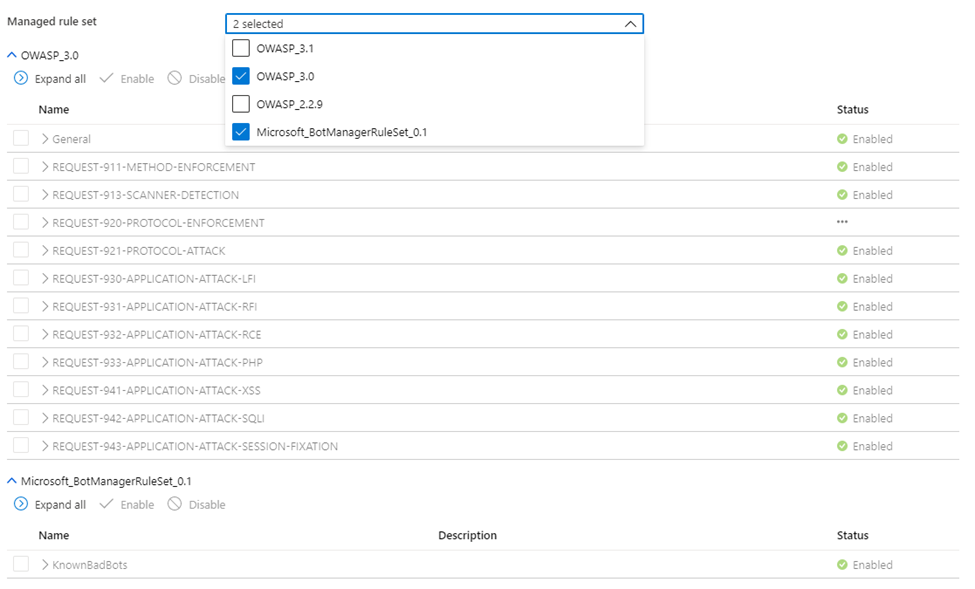 Managed rule set
2 selected
OWASP_3.1
OWASP_3.0
OWASP_2.2.9
Microsoft_BotManagerRuleSet_0.1
OWASP_3.0
Expand all Enable Disable
Name Status
General Enabled
REQUEST-911-METHOD-ENFORCEMENT Enabled
REQUEST-913-SCANNER-DETECTION Enabled
REQUEST-920-PROTOCOL-ENFORCEMENT •••
REQUEST-921-PROTOCOL-ATTACK Enabled
REQUEST-930-APPLICATION-ATTACK-LFI Enabled
REQUEST-931-APPLICATION-ATTACK-RFI Enabled
REQUEST-932-APPLICATION-ATTACK-RCE Enabled
REQUEST-933-APPLICATION-ATTACK-PHP Enabled
REQUEST-941-APPLICATION-ATTACK-XSS Enabled
REQUEST-942-APPLICATION-ATTACK-SQLI Enabled
REQUEST-943-APPLICATION-ATTACK-SESSION-FIXATION Enabled
Microsoft_BotManagerRuleSet_0.1
Expand all Enable Disable
Name Description Status
KnownBadBots Enabled